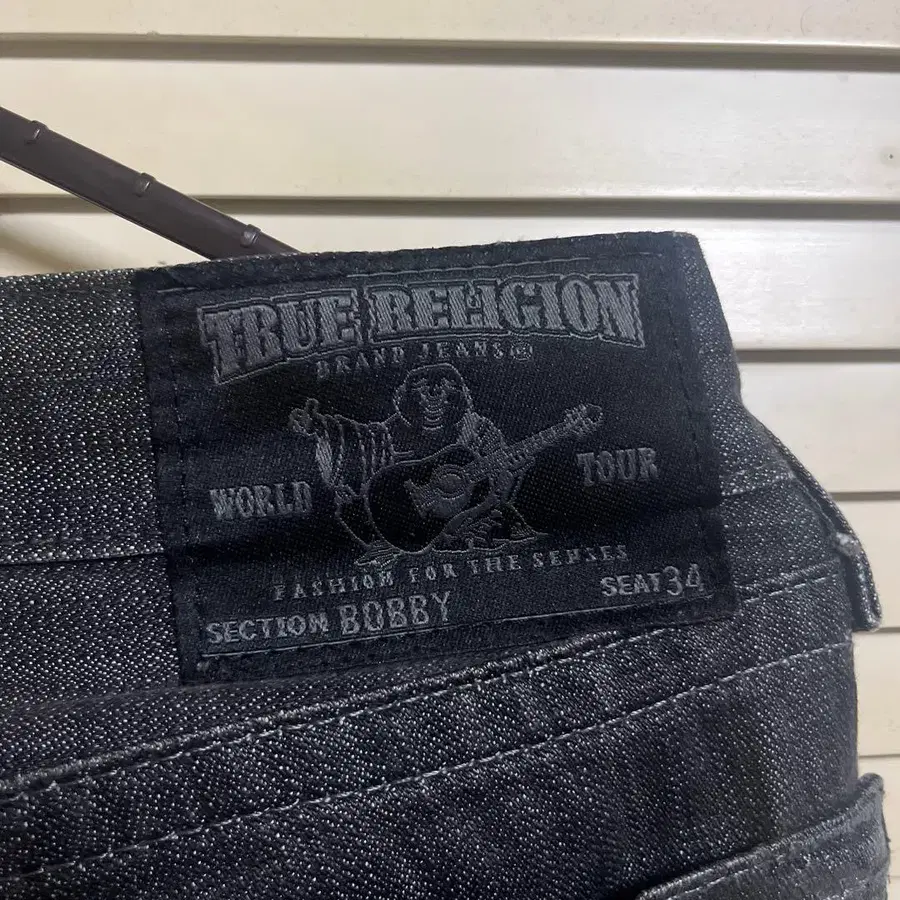 TRUE RELIGION
BRAND JEANS®
WORLD TOUR
FASHION FOR THE SENSES
SECTION BOBBY SEAT 34